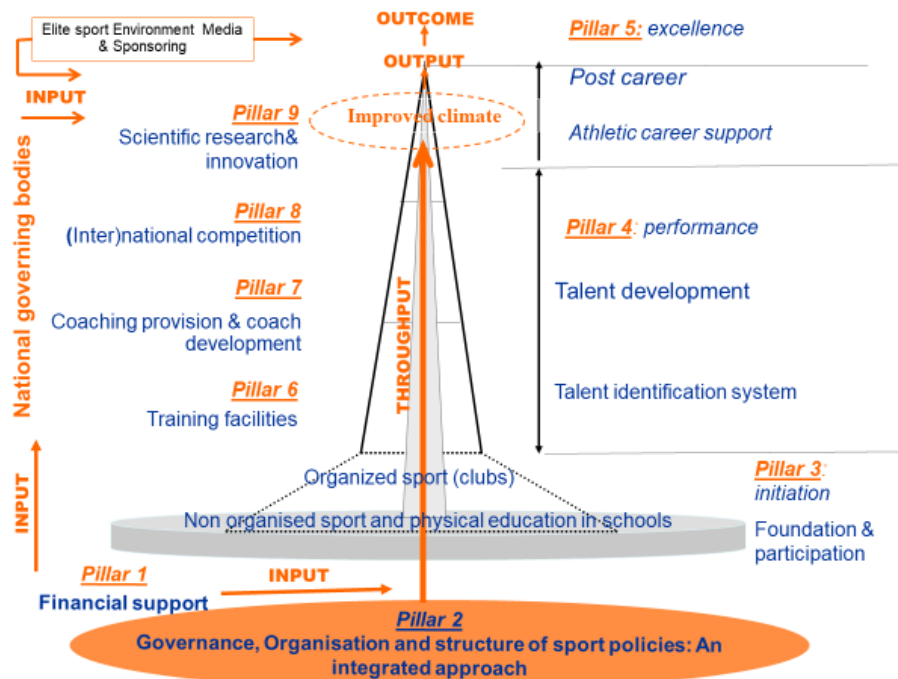 Elite sport Environment Media
& Sponsoring
OUTCOME
OUTPUT
INPUT
National governing bodies
INPUT
Pillar 9
Scientific research&
innovation
Pillar 8
(Inter)national competition
Pillar 7
Coaching provision & coach
development
Pillar 6
Training facilities
Improved climate
THROUGHPUT
Pillar 5: excellence
Post career
Athletic career support
Pillar 4: performance
Talent development
Talent identification system
Pillar 3:
initiation
Foundation &
participation
Organized sport (clubs)
Non organised sport and physical education in schools
Pillar 1
Financial support
INPUT
Pillar 2
Governance, Organisation and structure of sport policies: An
integrated approach